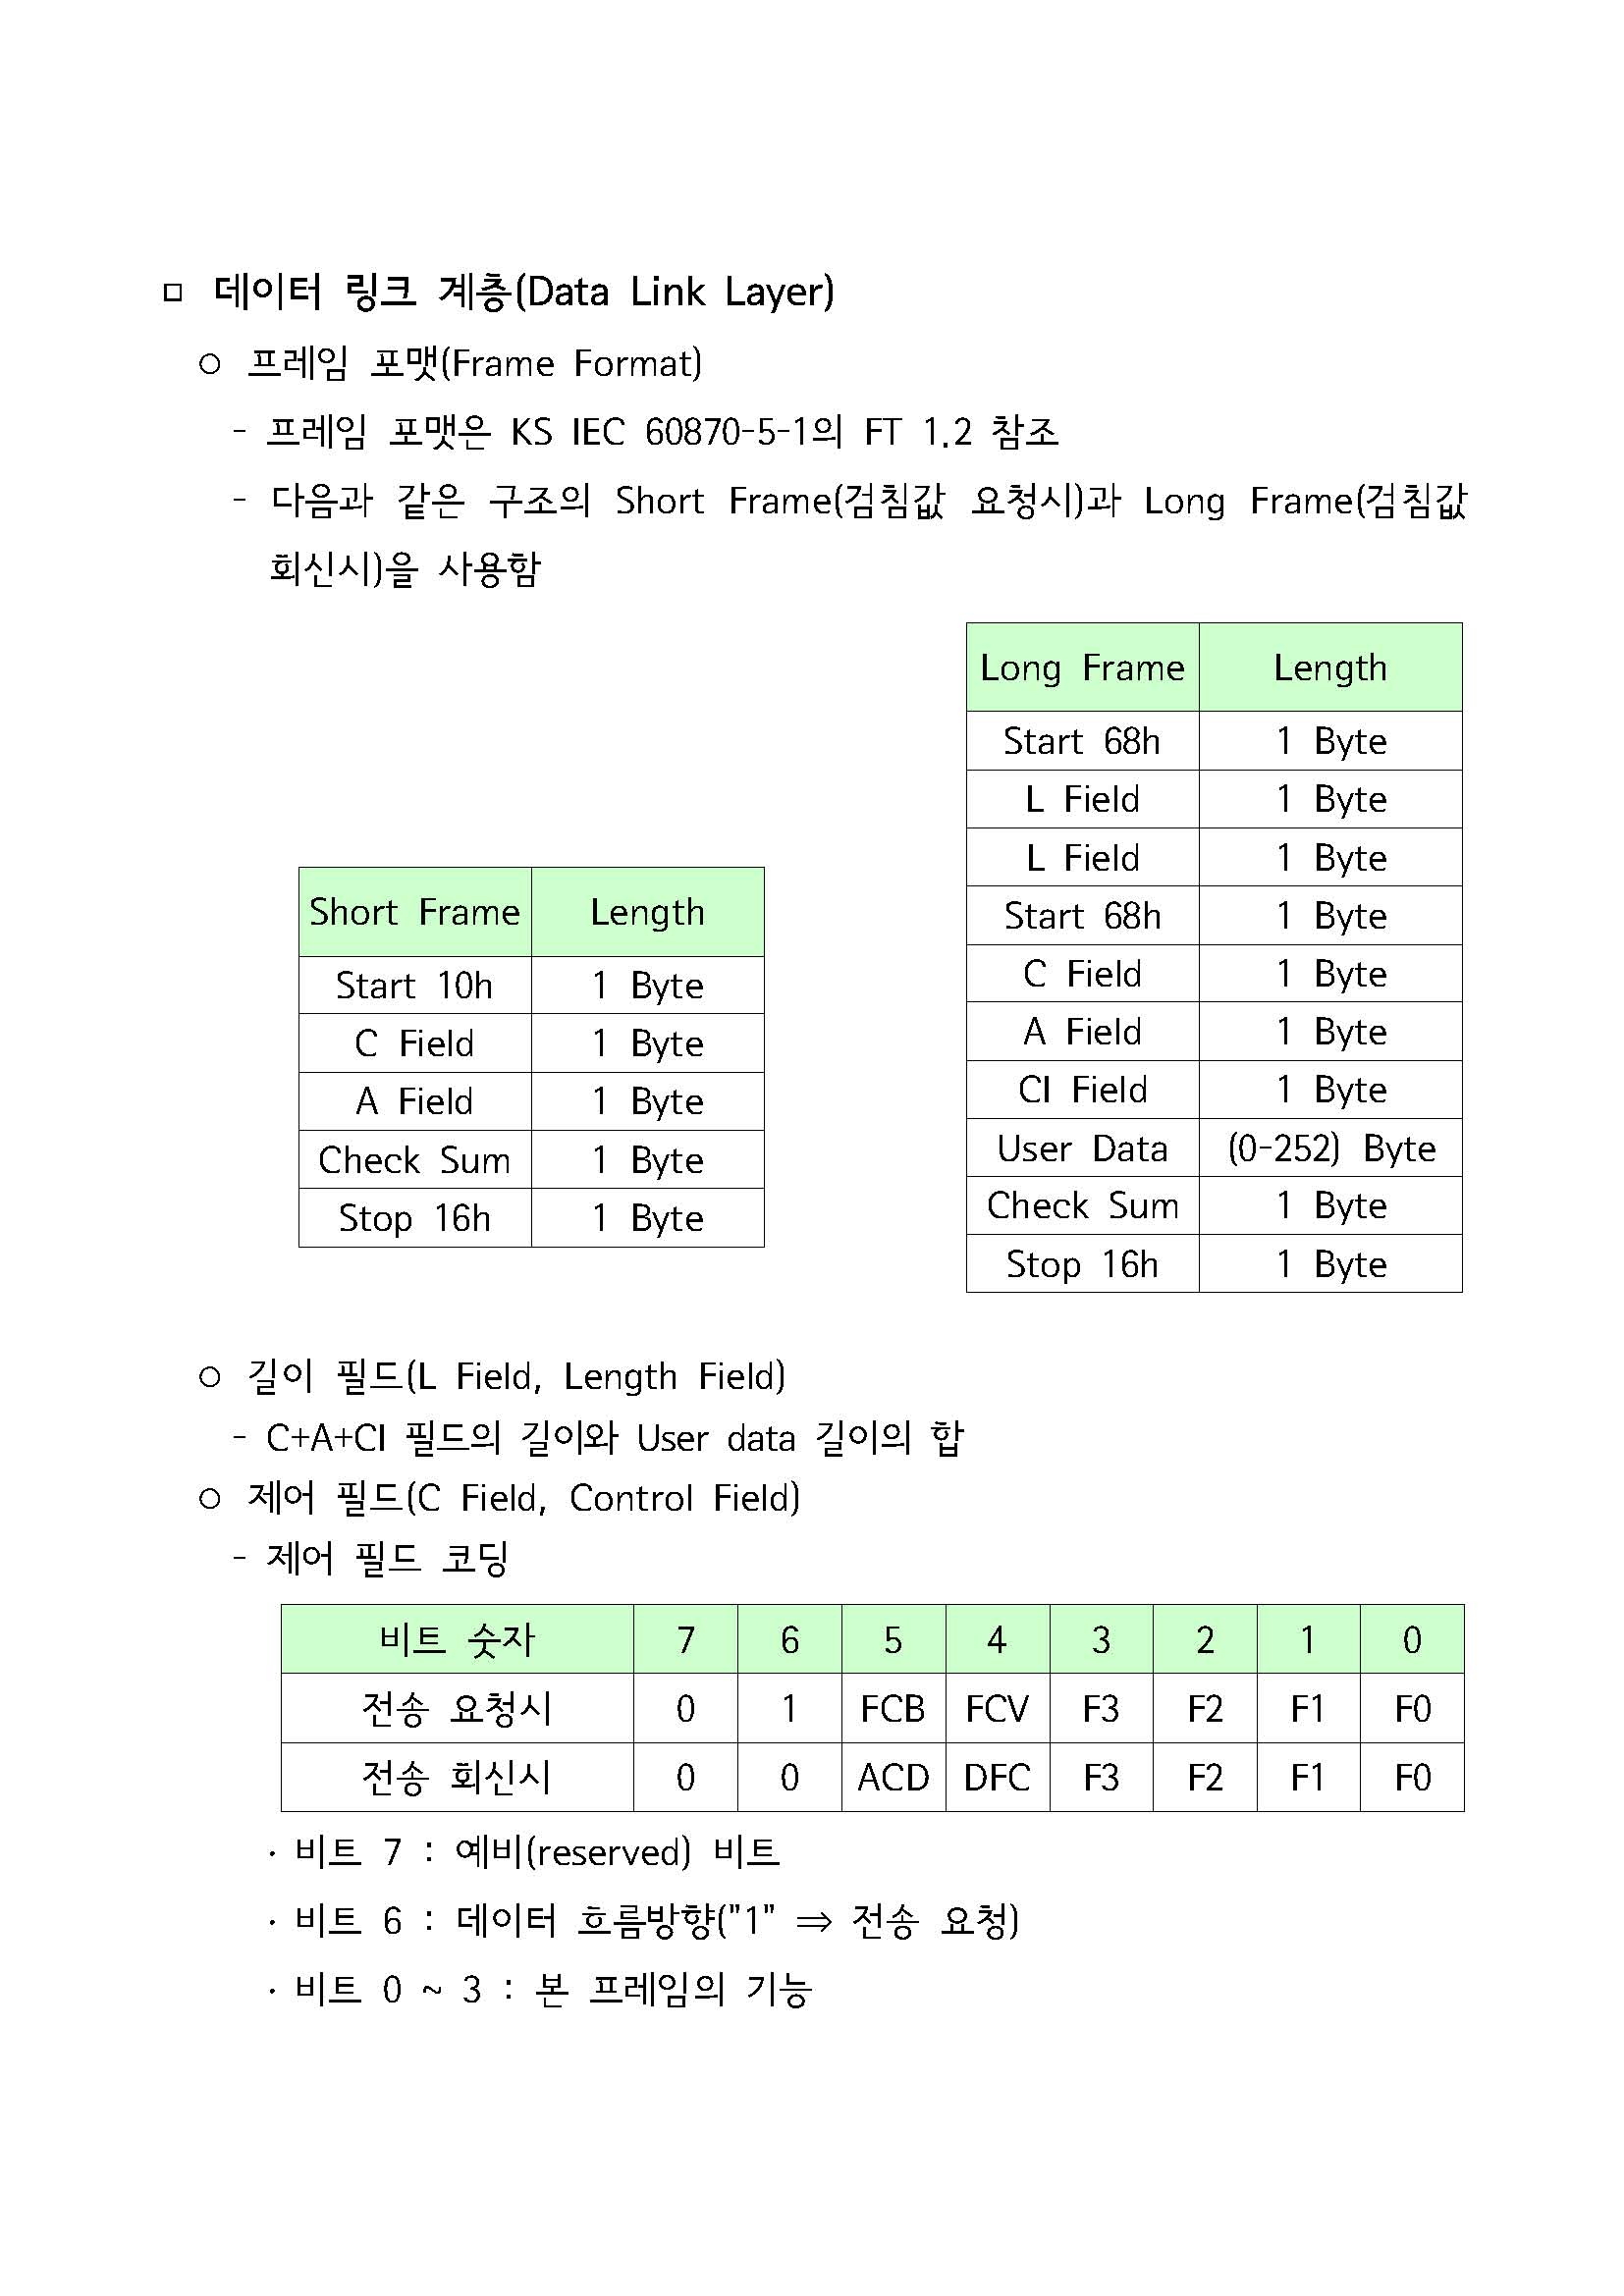 □ 데이터 링크 계층(Data Link Layer)
○ 프레임 포맷(Frame Format)
- 프레임 포맷은 KS IEC 60870-5-1의 FT 1.2 참조
- 다음과 같은 구조의 Short Frame(검침값 요청시)과 Long Frame(검침값
회신시)을 사용함
Short Frame Length
Start 10h 1 Byte
C Field 1 Byte
A Field 1 Byte
Check Sum 1 Byte
Stop 16h 1 Byte
Long Frame Length
Start 68h 1 Byte
L Field 1 Byte
L Field 1 Byte
Start 68h 1 Byte
C Field 1 Byte
A Field 1 Byte
CI Field 1 Byte
User Data (0-252) Byte
Check Sum 1 Byte
Stop 16h 1 Byte
○ 길이 필드(L Field, Length Field)
- C+A+CI 필드의 길이와 User data 길이의 합
○ 제어 필드(C Field, Control Field)
- 제어 필드 코딩
비트 숫자 7 6 5 4 3 2 1 0
전송 요청시 0 1 FCB FCV F3 F2 F1 F0
전송 회신시 0 0 ACD DFC F3 F2 F1 F0
· 비트 7 : 예비(reserved) 비트
· 비트 6 : 데이터 흐름방향("1" ⇒ 전송 요청)
· 비트 0 ~ 3 : 본 프레임의 기능